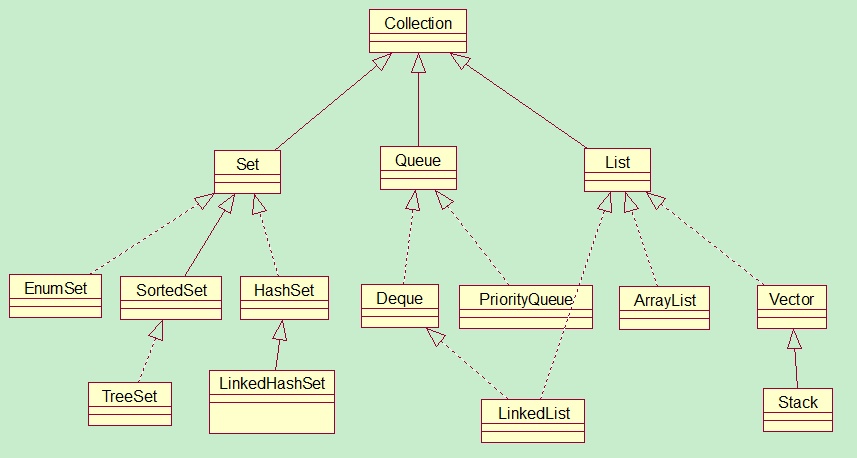 Collection
Set
Queue
List
EnumSet
SortedSet
HashSet
Deque
PriorityQueue
ArrayList
Vector
TreeSet
LinkedHashSet
LinkedList
Stack